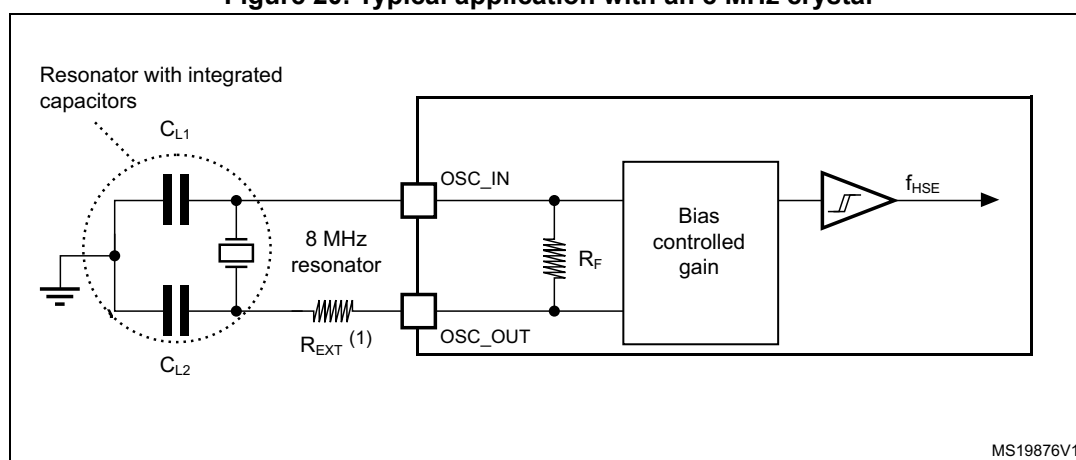 Figure 20. Typical application with an 8 MHz crystal
Resonator with integrated
capacitors
CL1
OSC_IN
fHSE
8 MHz
resonator
RF
Bias
controlled
gain
REXT (1)
OSC_OUT
CL2
MS19876V1